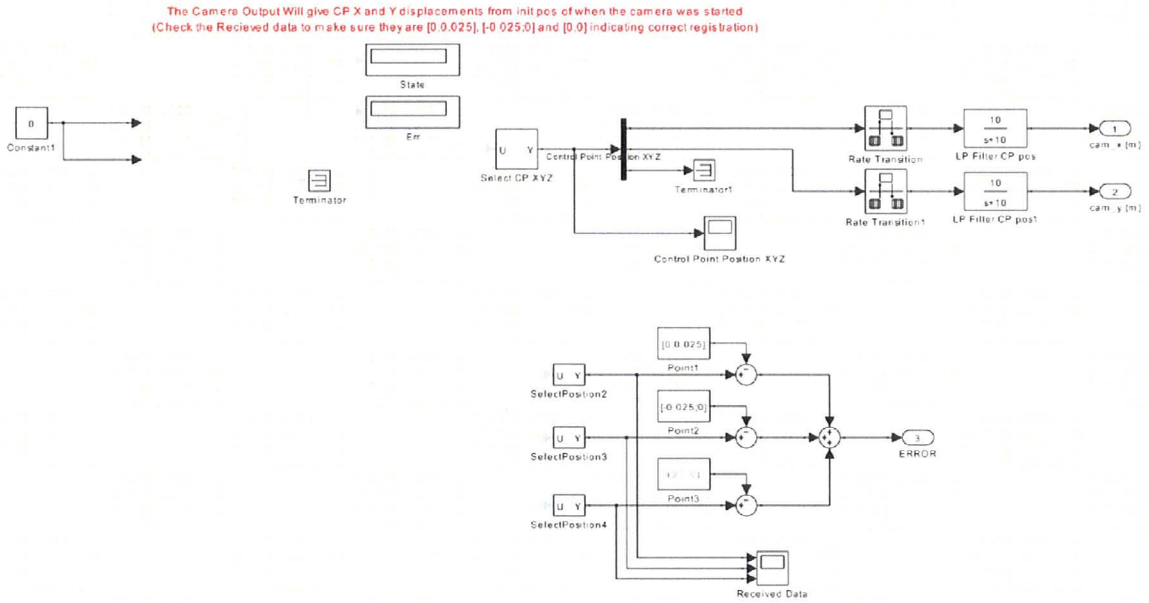 The Camera Output Will give CP X and Y displacements from init pos of when the camera was started
(Check the Recieved data to make sure they are [0,0.025], [-0.025;0] and [0,0] indicating correct registration)
State
Err
0
Constant1
Terminator
U Y
Select CP XYZ
Control Point Position XYZ
Terminator1
Control Point Position XYZ
Rate Transition
10
s+10
LP Filter CP pos
1
cam_x (m)
Rate Transition1
10
s+10
LP Filter CP pos1
2
cam_y (m)
[0,0.025]
Point1
U Y
SelectPosition2
[-0.025;0]
Point2
U Y
SelectPosition3
3
ERROR
Point3
U Y
SelectPosition4
Received Data